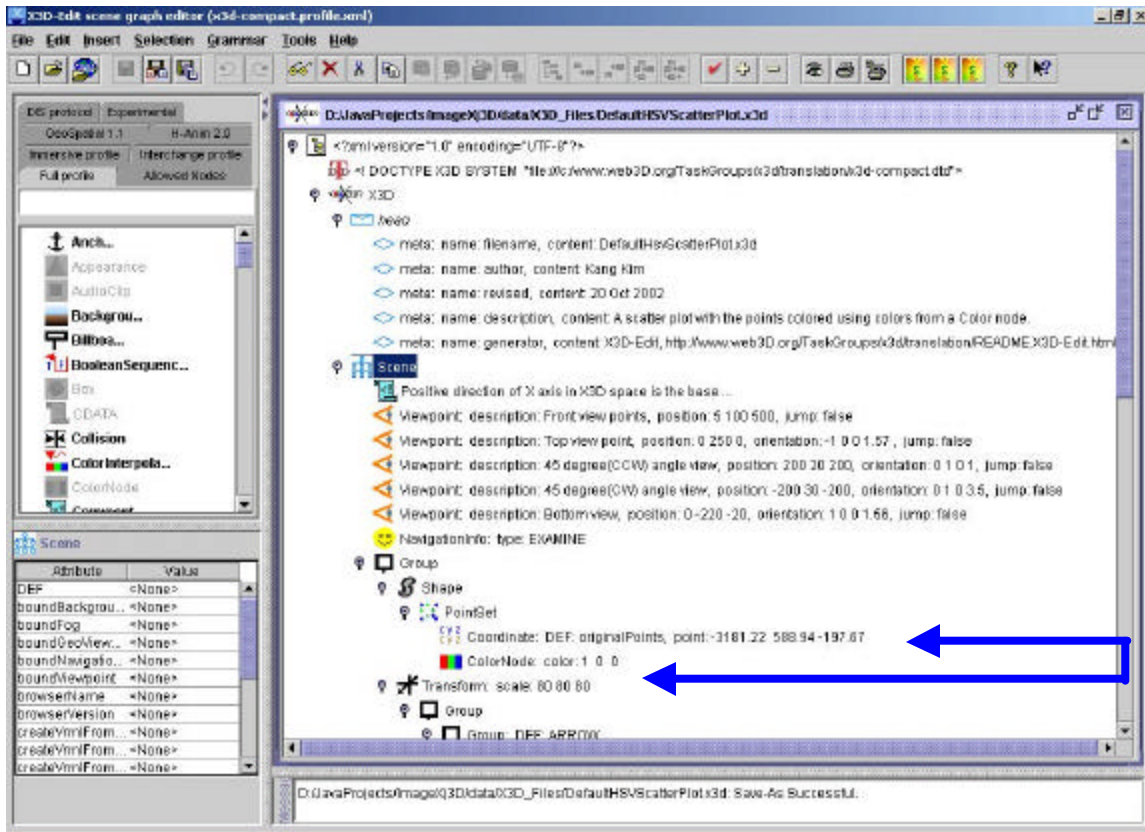 X3D-Edit scene graph editor (x3d-compact.profile.xml)
File Edit Insert Selection Grammar Tools Help
DIS protocol Experimental
GeoSpatial 1.1 H-Anim 2.0
Immersive profile Interchange profile
Full profile Allowed Nodes
Anch...
Appearance
AudioClip
Backgrou...
Billboa...
BooleanSequenc...
Box
CDATA
Collision
ColorInterpola...
ColorNode
Comment
Scene
Attribute Value
DEF <None>
boundBackgrou... <None>
boundFog <None>
boundGeoView... <None>
boundNavigatio... <None>
boundViewpoint <None>
browserName <None>
browserVersion <None>
createVrmlFrom... <None>
createVrmlFrom... <None>
createVrmlFrom... <None>
D:/JavaProjects/ImageXj3D/data/X3D_Files/DefaultHSVScatterPlot.x3d
<?xml version="1.0" encoding="UTF-8"?>
<! DOCTYPE X3D SYSTEM "file:///c:/www.web3D.org/TaskGroups/x3d/translation/x3d-compact.dtd">
X3D
head
meta: name: filename, content: DefaultHsvScatterPlot.x3d
meta: name: author, content: Kang Kim
meta: name: revised, content: 20 Oct 2002
meta: name: description, content: A scatter plot with the points colored using colors from a Color node.
meta: name: generator, content: X3D-Edit, http://www.web3D.org/TaskGroups/x3d/translation/README.X3D-Edit.html
Scene
Positive direction of X axis in X3D space is the base ...
Viewpoint: description: Front view points, position: 5 100 500, jump: false
Viewpoint: description: Top view point, position: 0 250 0, orientation: -1 0 0 1.57 , jump: false
Viewpoint: description: 45 degree(CCW) angle view, position: 200 30 200, orientation: 0 1 0 1, jump: false
Viewpoint: description: 45 degree(CW) angle view, position: -200 30 -200, orientation: 0 1 0 3.5, jump: false
Viewpoint: description: Bottom view, position: 0 -220 -20, orientation: 1 0 0 1.66, jump: false
NavigationInfo: type: EXAMINE
Group
Shape
PointSet
Coordinate: DEF: originalPoints, point: -3181.22 588.94 -197.67
ColorNode: color: 1 0 0
Transform: scale: 80 80 80
Group
Group: DEF: ARROW
D:/JavaProjects/ImageXj3D/data/X3D_Files/DefaultHSVScatterPlot.x3d: Save-As Successful.